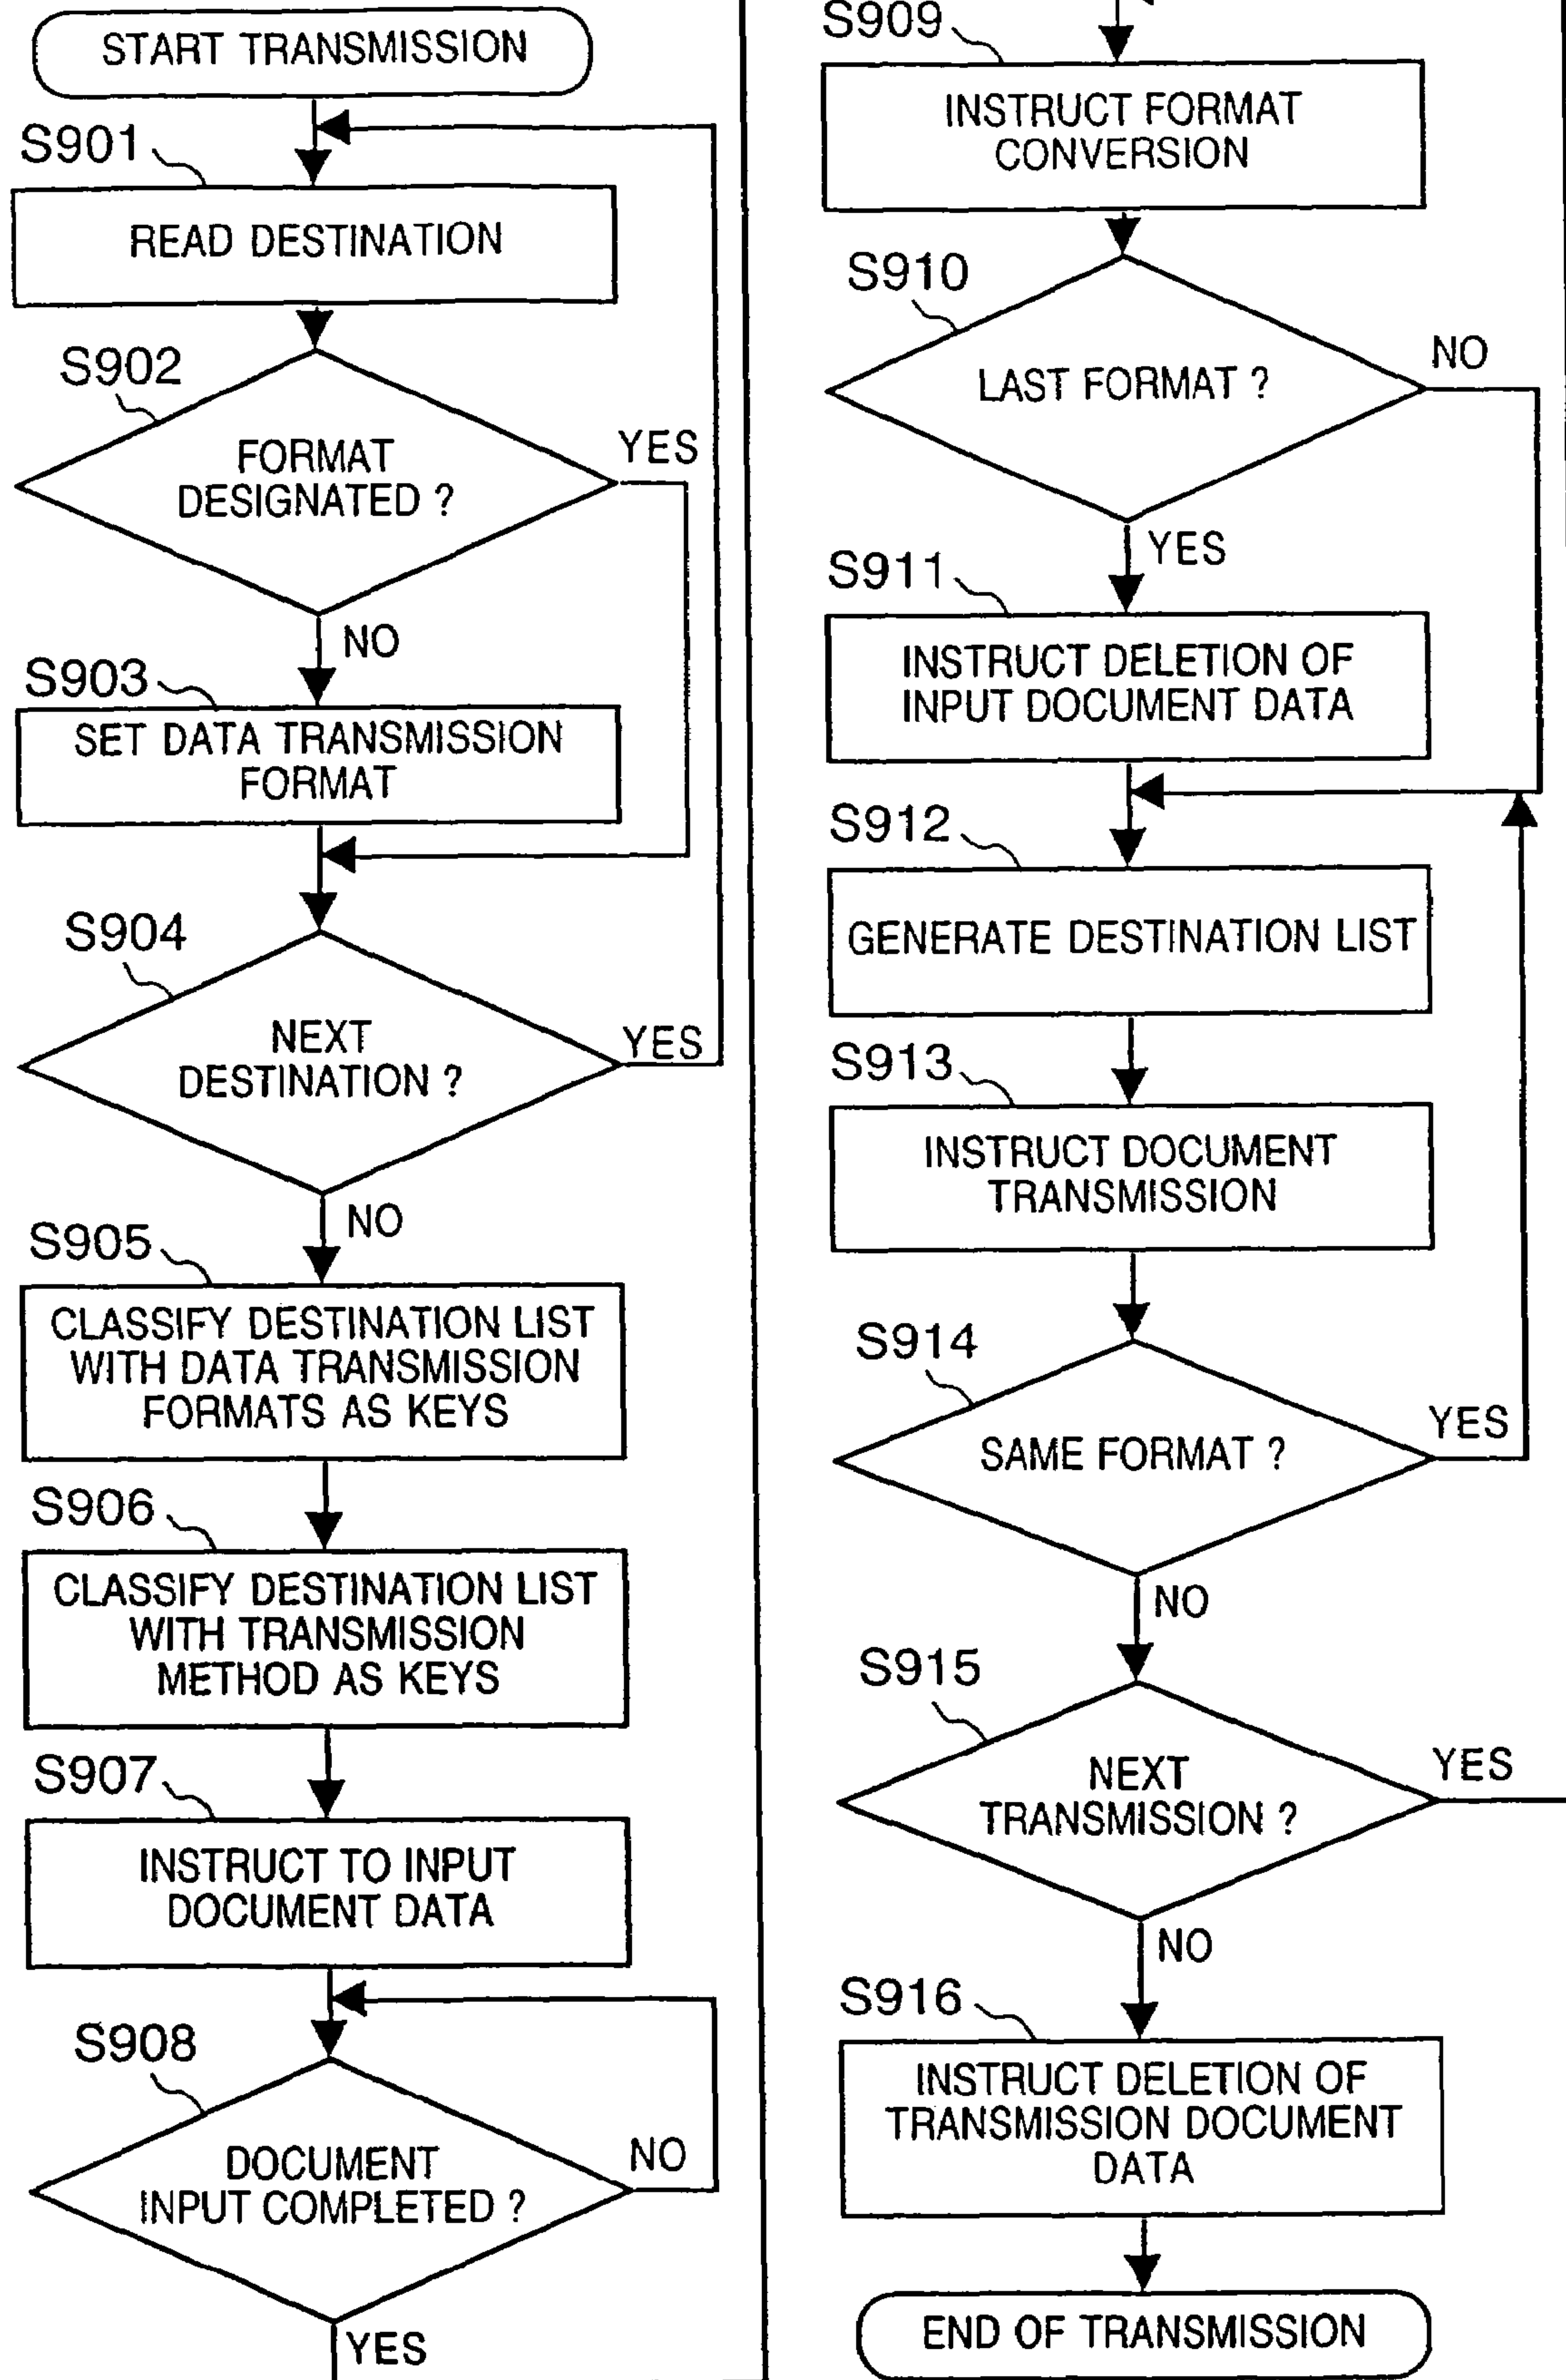 START TRANSMISSION
S901
READ DESTINATION
S902
FORMAT
DESIGNATED ?
YES
NO
S903
SET DATA TRANSMISSION
FORMAT
S904
NEXT
DESTINATION ?
YES
NO
S905
CLASSIFY DESTINATION LIST
WITH DATA TRANSMISSION
FORMATS AS KEYS
S906
CLASSIFY DESTINATION LIST
WITH TRANSMISSION
METHOD AS KEYS
S907
INSTRUCT TO INPUT
DOCUMENT DATA
S908
DOCUMENT
INPUT COMPLETED ?
NO
YES
S909
INSTRUCT FORMAT
CONVERSION
S910
LAST FORMAT ?
NO
YES
S911
INSTRUCT DELETION OF
INPUT DOCUMENT DATA
S912
GENERATE DESTINATION LIST
S913
INSTRUCT DOCUMENT
TRANSMISSION
S914
SAME FORMAT ?
YES
NO
S915
NEXT
TRANSMISSION ?
YES
NO
S916
INSTRUCT DELETION OF
TRANSMISSION DOCUMENT
DATA
END OF TRANSMISSION